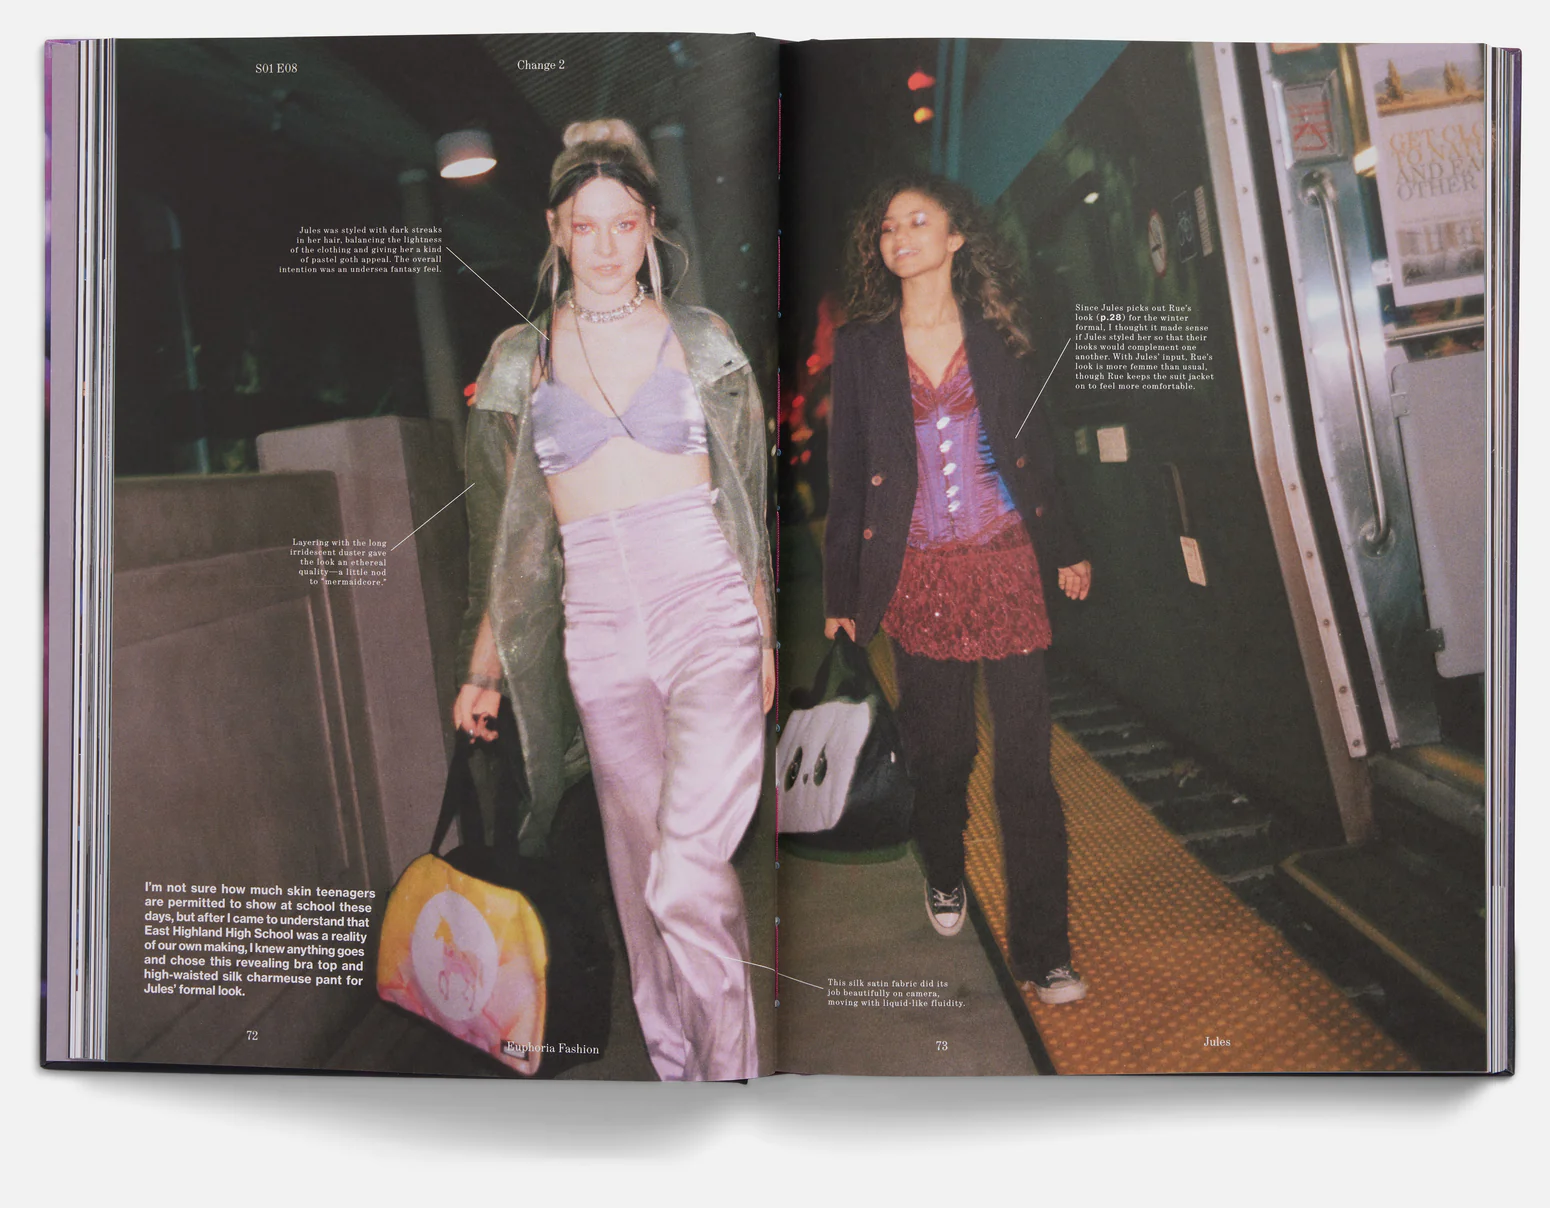 S01 E08
Change 2
Jules was styled with dark streaks
in her hair, balancing the lightness
of the clothing and giving her a kind
of pastel goth appeal. The overall
intention was an undersea fantasy feel.
Layering with the long
irridescent duster gave
the look an ethereal
quality—a little nod
to "mermaidcore."
I'm not sure how much skin teenagers
are permitted to show at school these
days, but after I came to understand that
East Highland High School was a reality
of our own making, I knew anything goes
and chose this revealing bra top and
high-waisted silk charmeuse pant for
Jules' formal look.
72
Euphoria Fashion
GET CLO
AND
OTHER
Since Jules picks out Rue's
look (p.28) for the winter
formal, I thought it made sense
if Jules styled her so that their
looks would complement one
another. With Jules' input, Rue's
look is more femme than usual,
though Rue keeps the suit jacket
on to feel more comfortable.
This silk satin fabric did its
job beautifully on camera,
moving with liquid-like fluidity.
73
Jules